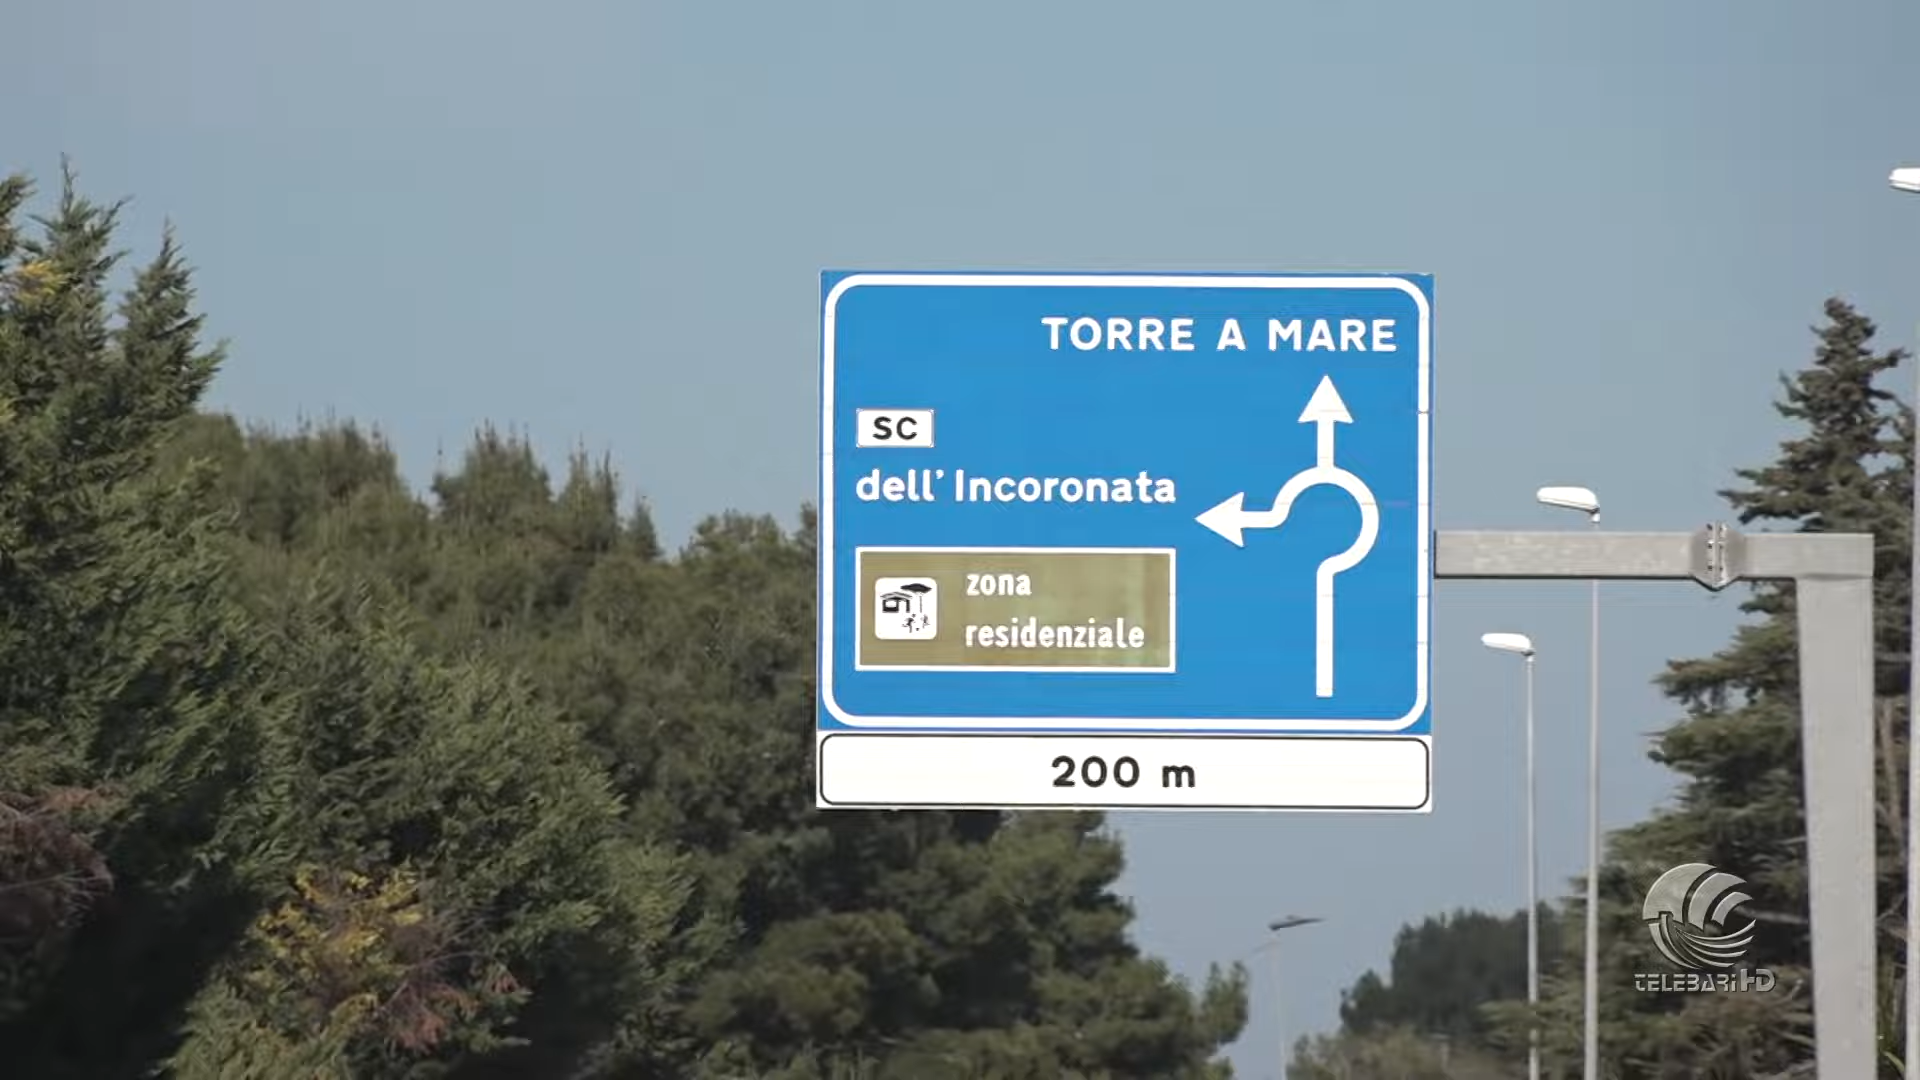 TORRE A MARE
SC
dell' Incoronata
zona
residenziale
200 m
TELEBARI HD